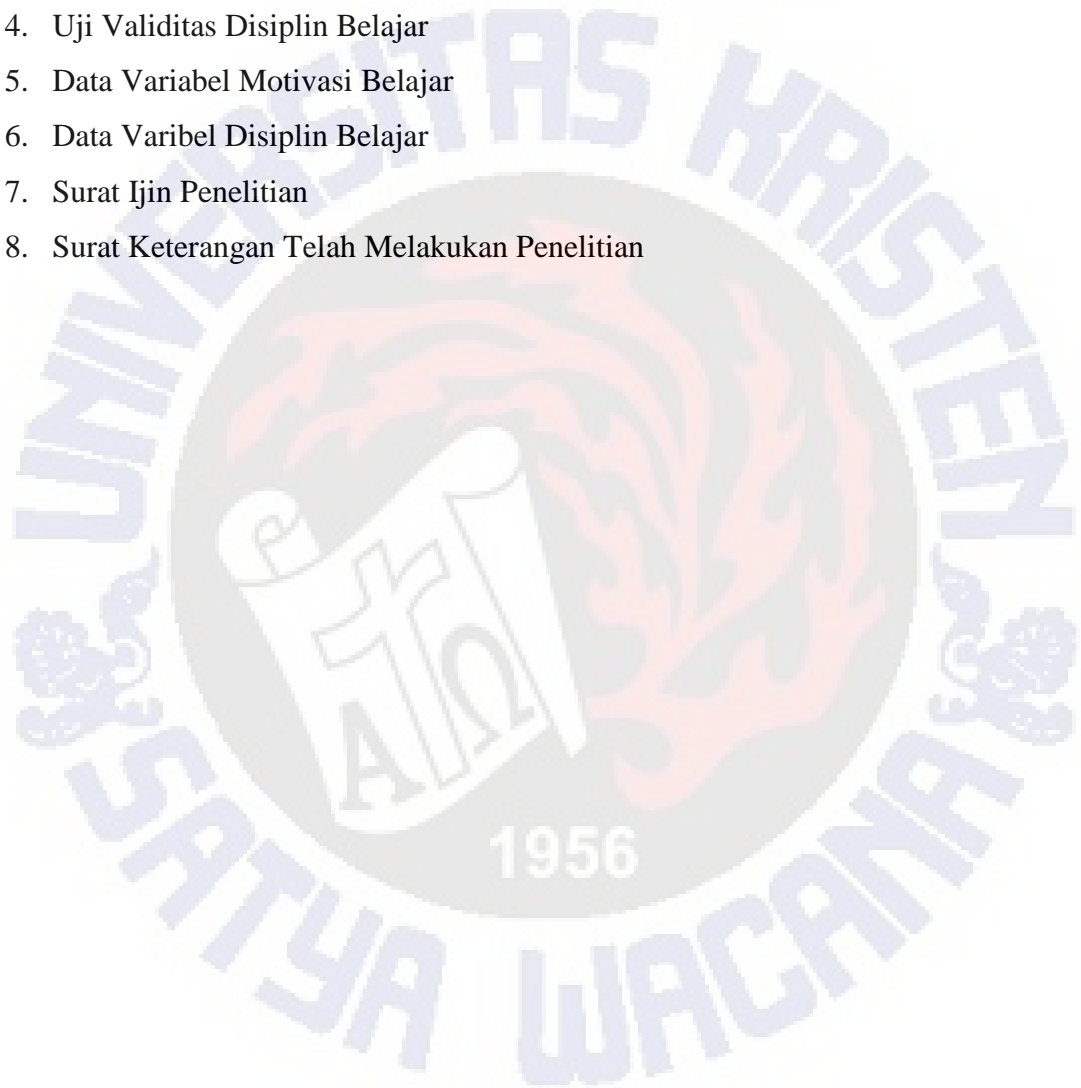 4. Uji Validitas Disiplin Belajar
5. Data Variabel Motivasi Belajar
6. Data Varibel Disiplin Belajar
7. Surat Ijin Penelitian
8. Surat Keterangan Telah Melakukan Penelitian
UNIVERSITAS KRISTEN
Α Ω
1956
SATYA WACANA